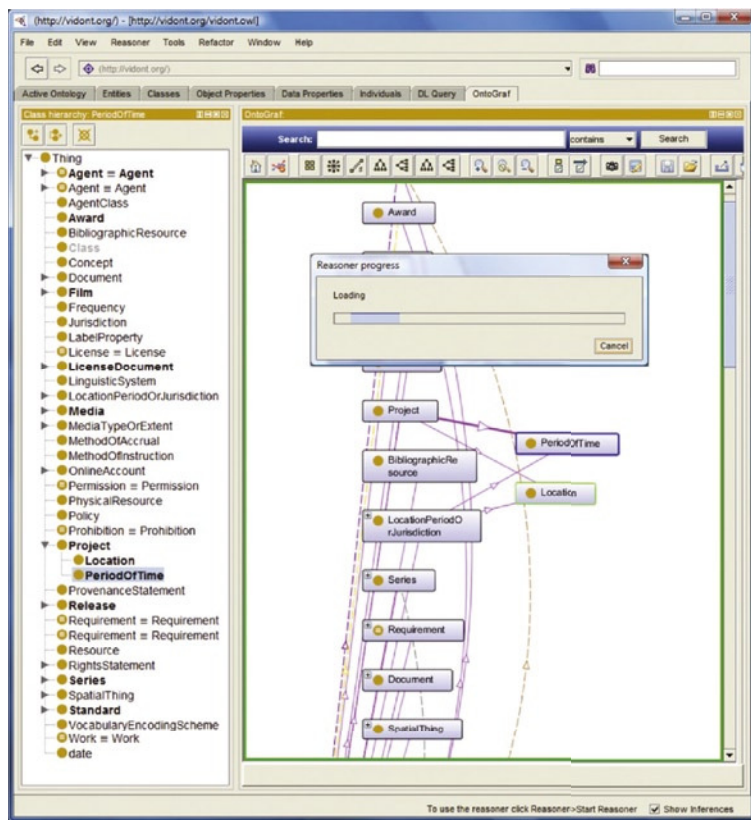 (http://vidont.org/) - [http://vidont.org/vidont.owl]
File Edit View Reasoner Tools Refactor Window Help
(http://vidont.org/)
Active Ontology Entities Classes Object Properties Data Properties Individuals DL Query OntoGraf
Class hierarchy: PeriodOfTime
Thing
Agent ≡ Agent
Agent ≡ Agent
AgentClass
Award
BibliographicResource
Class
Concept
Document
Film
Frequency
Jurisdiction
LabelProperty
License ≡ License
LicenseDocument
LinguisticSystem
LocationPeriodOrJurisdiction
Media
MediaTypeOrExtent
MethodOfAccrual
MethodOfInstruction
OnlineAccount
Permission ≡ Permission
PhysicalResource
Policy
Prohibition ≡ Prohibition
Project
Location
PeriodOfTime
ProvenanceStatement
Release
Requirement ≡ Requirement
Requirement ≡ Requirement
Resource
RightsStatement
Series
SpatialThing
Standard
VocabularyEncodingScheme
Work ≡ Work
date
OntoGraf
Search: contains Search
Award
Reasoner progress
Loading
Cancel
Project
PeriodOfTime
BibliographicRe
source
Location
LocationPeriodO
rJurisdiction
Series
Requirement
Document
SpatialThing
To use the reasoner click Reasoner>Start Reasoner Show Inferences